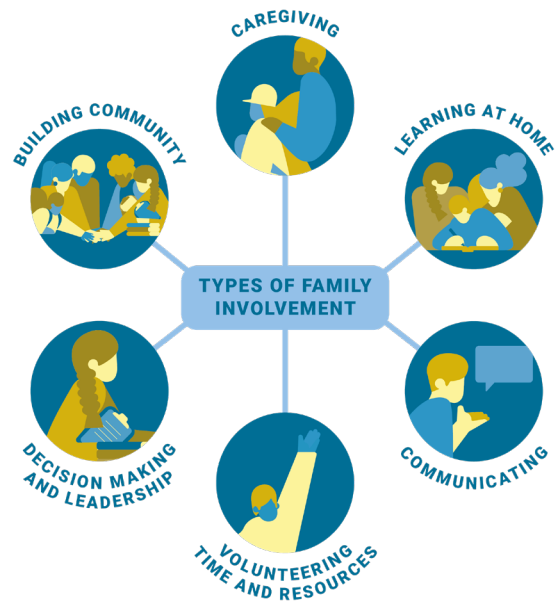 CAREGIVING
BUILDING COMMUNITY
LEARNING AT HOME
TYPES OF FAMILY
INVOLVEMENT
DECISION MAKING
AND LEADERSHIP
COMMUNICATING
VOLUNTEERING
TIME AND RESOURCES